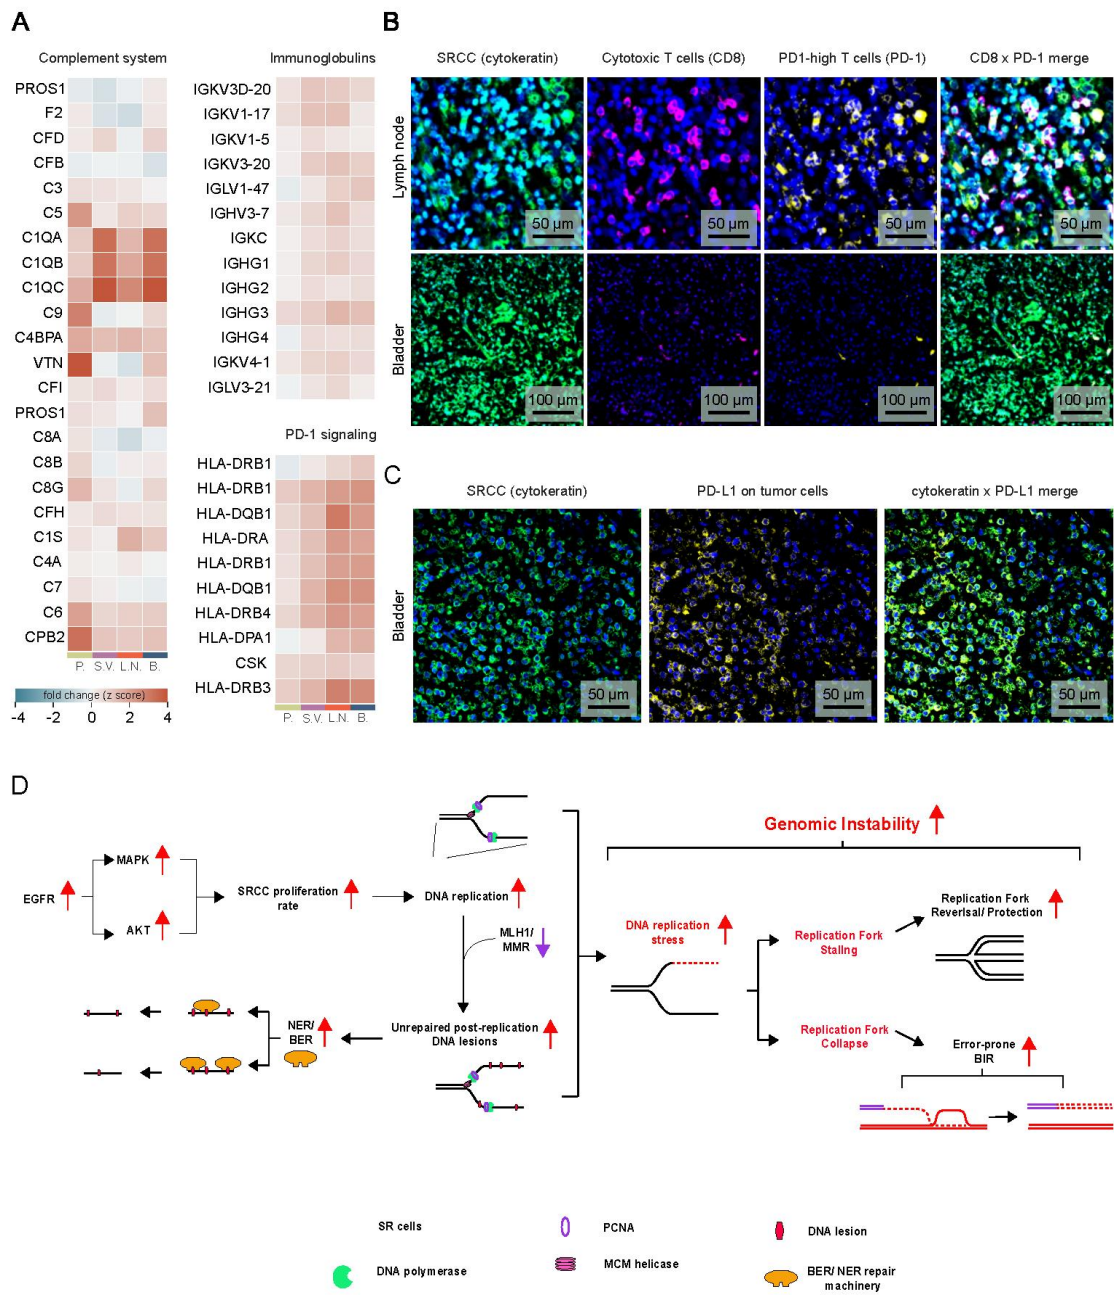 A
Complement system
PROS1
F2
CFD
CFB
C3
C5
C1QA
C1QB
C1QC
C9
C4BPA
VTN
CFI
PROS1
C8A
C8B
C8G
CFH
C1S
C4A
C7
C6
CPB2
P. S.V. L.N. B.
fold change (z score)
-4 -2 0 2 4
Immunoglobulins
IGKV3D-20
IGKV1-17
IGKV1-5
IGKV3-20
IGLV1-47
IGHV3-7
IGKC
IGHG1
IGHG2
IGHG3
IGHG4
IGKV4-1
IGLV3-21
PD-1 signaling
HLA-DRB1
HLA-DRB1
HLA-DQB1
HLA-DRA
HLA-DRB1
HLA-DQB1
HLA-DRB4
HLA-DPA1
CSK
HLA-DRB3
P. S.V. L.N. B.
B
SRCC (cytokeratin)
Cytotoxic T cells (CD8)
PD1-high T cells (PD-1)
CD8 x PD-1 merge
Lymph node
50 µm
50 µm
50 µm
50 µm
Bladder
100 µm
100 µm
100 µm
100 µm
C
SRCC (cytokeratin)
PD-L1 on tumor cells
cytokeratin x PD-L1 merge
Bladder
50 µm
50 µm
50 µm
D
EGFR
MAPK
AKT
SRCC proliferation
rate
DNA replication
MLH1/
MMR
Unrepaired post-replication
DNA lesions
NER/
BER
Genomic Instability
DNA replication
stress
Replication Fork
Stallng
Replication Fork
Collapse
Replication Fork
Reverlsal/ Protection
Error-prone
BIR
SR cells
PCNA
DNA lesion
DNA polymerase
MCM helicase
BER/ NER repair
machinery